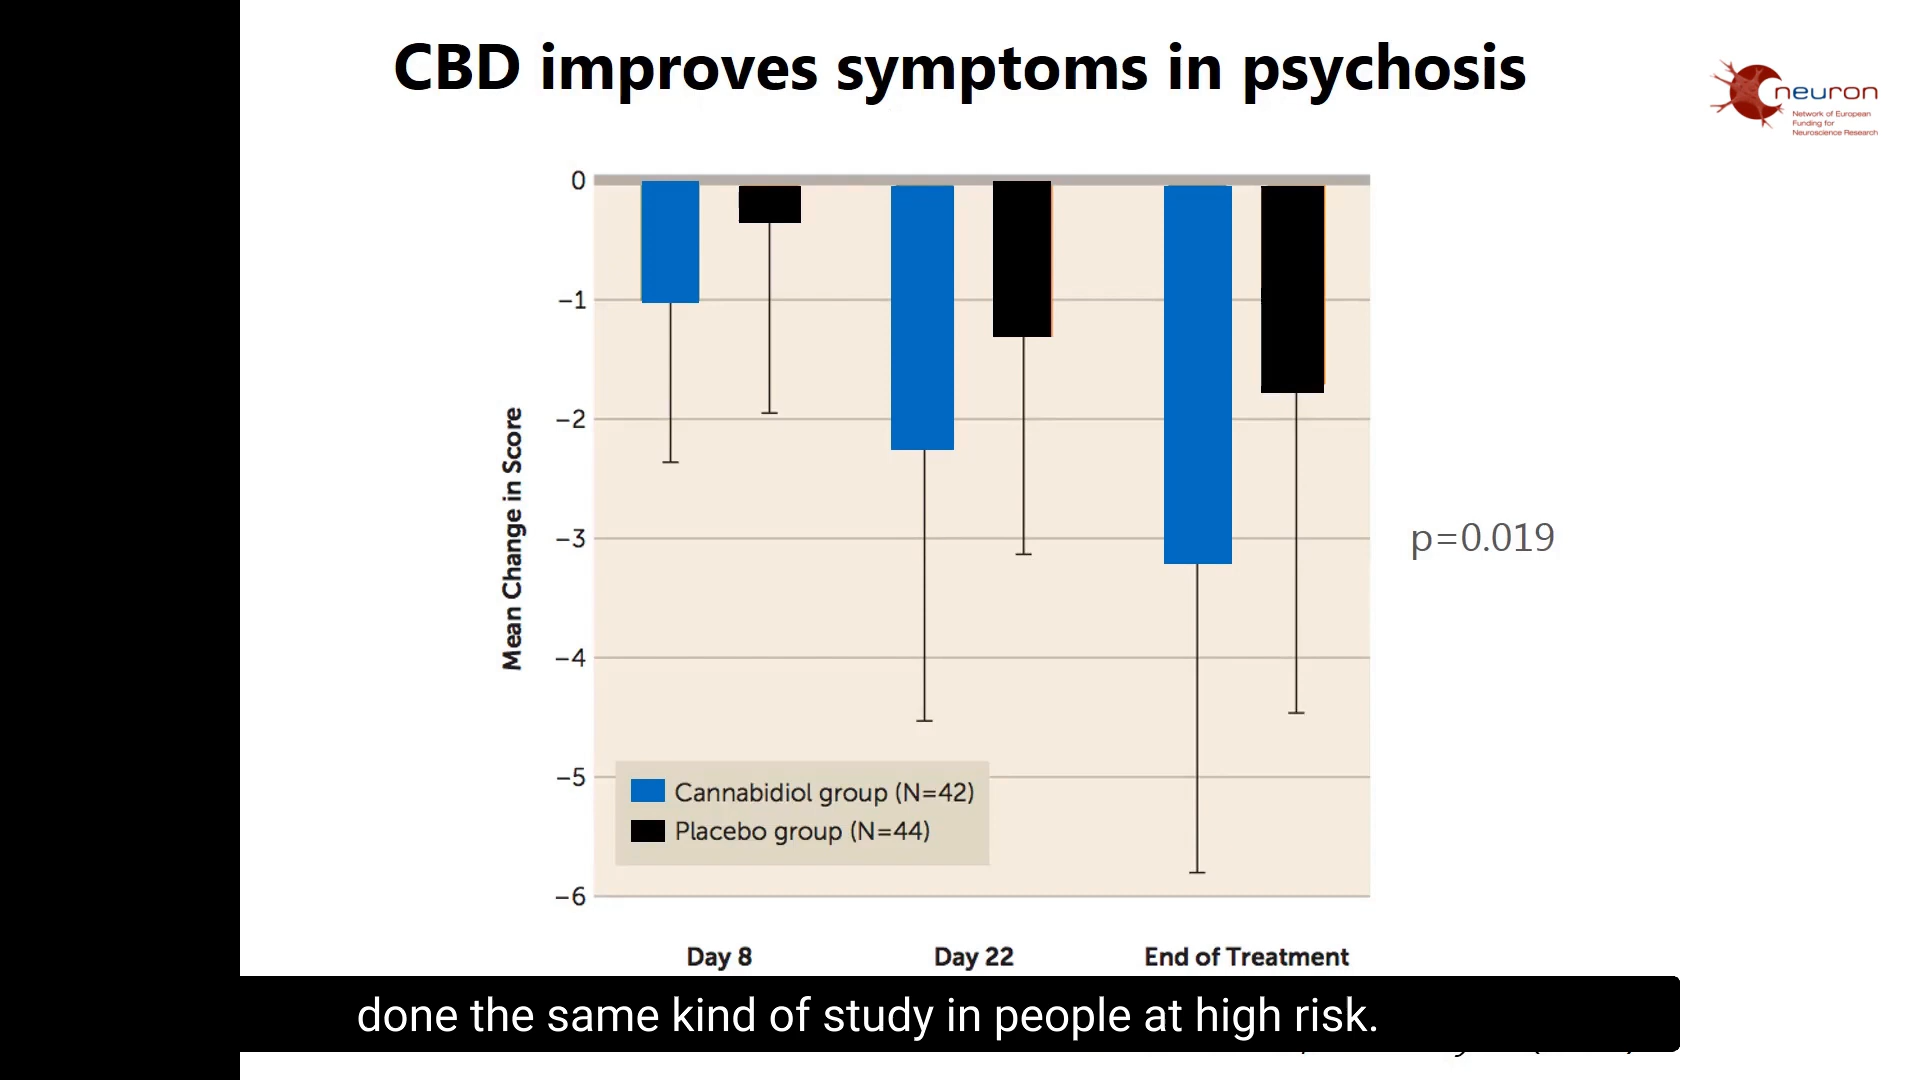 CBD improves symptoms in psychosis
neuron
Network of European
Funding for
Neuroscience Research
0
−1
−2
−3
−4
−5
−6
Mean Change in Score
p=0.019
Cannabidiol group (N=42)
Placebo group (N=44)
Day 8
Day 22
End of Treatment
done the same kind of study in people at high risk.